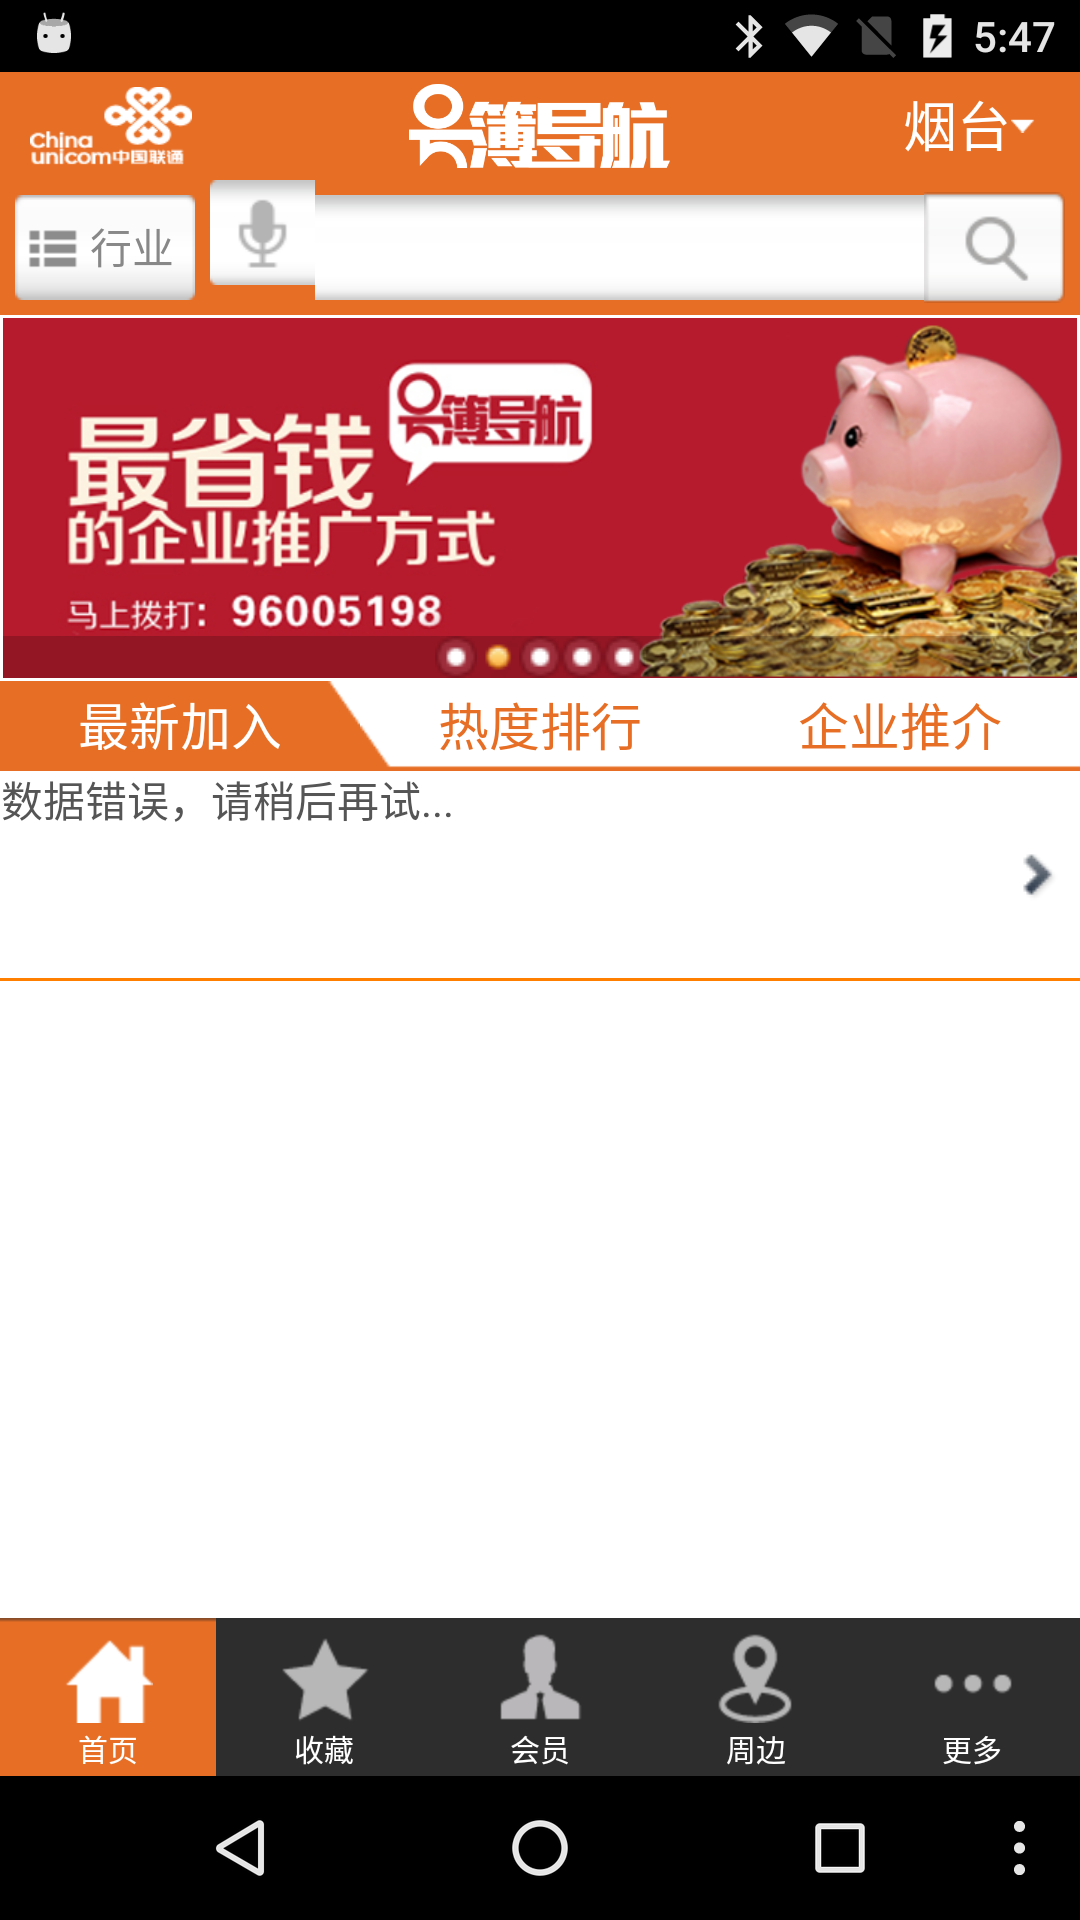 5:47
China
unicom中国联通
号簿导航
烟台
行业
号簿导航
最省钱
的企业推广方式
马上拨打：96005198
最新加入
热度排行
企业推介
数据错误，请稍后再试...
首页
收藏
会员
周边
更多